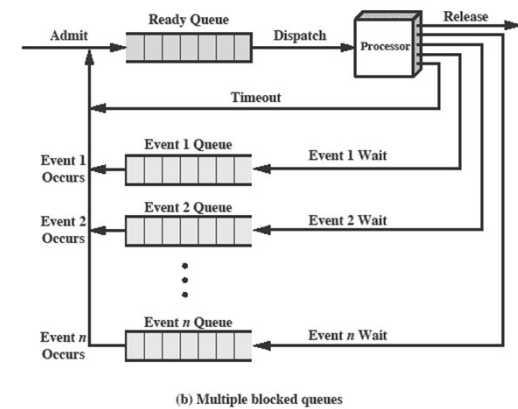 Ready Queue
Release
Admit
Dispatch
Processor
Timeout
Event 1 Queue
Event 1
Occurs
Event 1 Wait
Event 2 Queue
Event 2
Occurs
Event 2 Wait
Event n Queue
Event n
Occurs
Event n Wait
(b) Multiple blocked queues